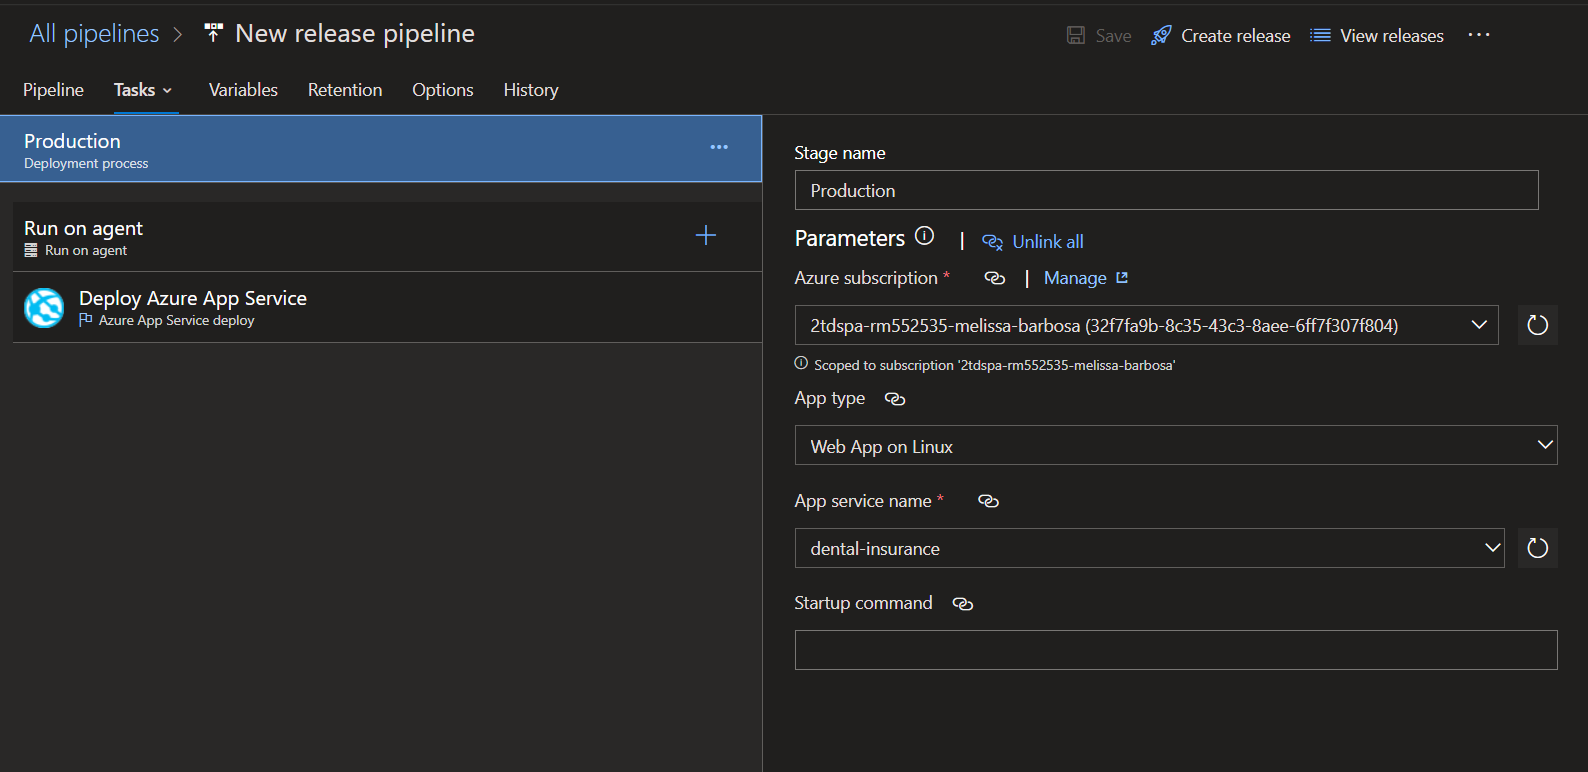 All pipelines > New release pipeline
Save Create release View releases ...
Pipeline Tasks Variables Retention Options History
Production
Deployment process
...
Run on agent
Run on agent
Deploy Azure App Service
Azure App Service deploy
Stage name
Production
Parameters | Unlink all
Azure subscription * | Manage
2tdspa-rm552535-melissa-barbosa (32f7fa9b-8c35-43c3-8aee-6ff7f307f804)
Scoped to subscription '2tdspa-rm552535-melissa-barbosa'
App type
Web App on Linux
App service name *
dental-insurance
Startup command